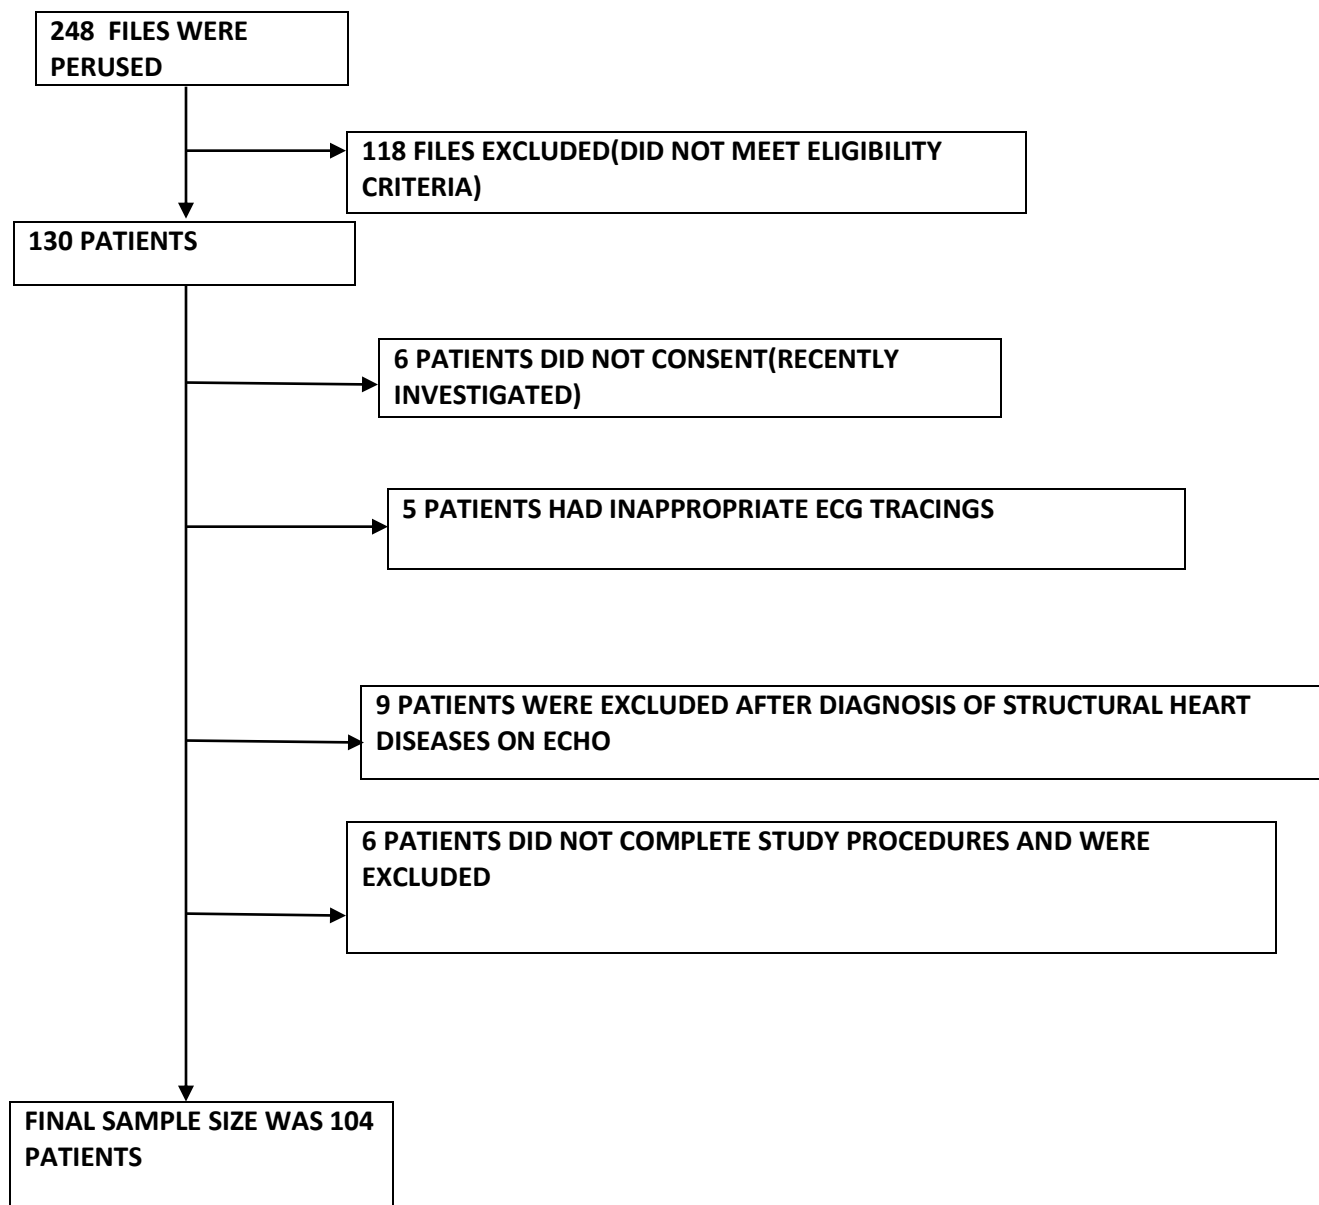 248 FILES WERE
PERUSED
118 FILES EXCLUDED(DID NOT MEET ELIGIBILITY
CRITERIA)
130 PATIENTS
6 PATIENTS DID NOT CONSENT(RECENTLY
INVESTIGATED)
5 PATIENTS HAD INAPPROPRIATE ECG TRACINGS
9 PATIENTS WERE EXCLUDED AFTER DIAGNOSIS OF STRUCTURAL HEART
DISEASES ON ECHO
6 PATIENTS DID NOT COMPLETE STUDY PROCEDURES AND WERE
EXCLUDED
FINAL SAMPLE SIZE WAS 104
PATIENTS